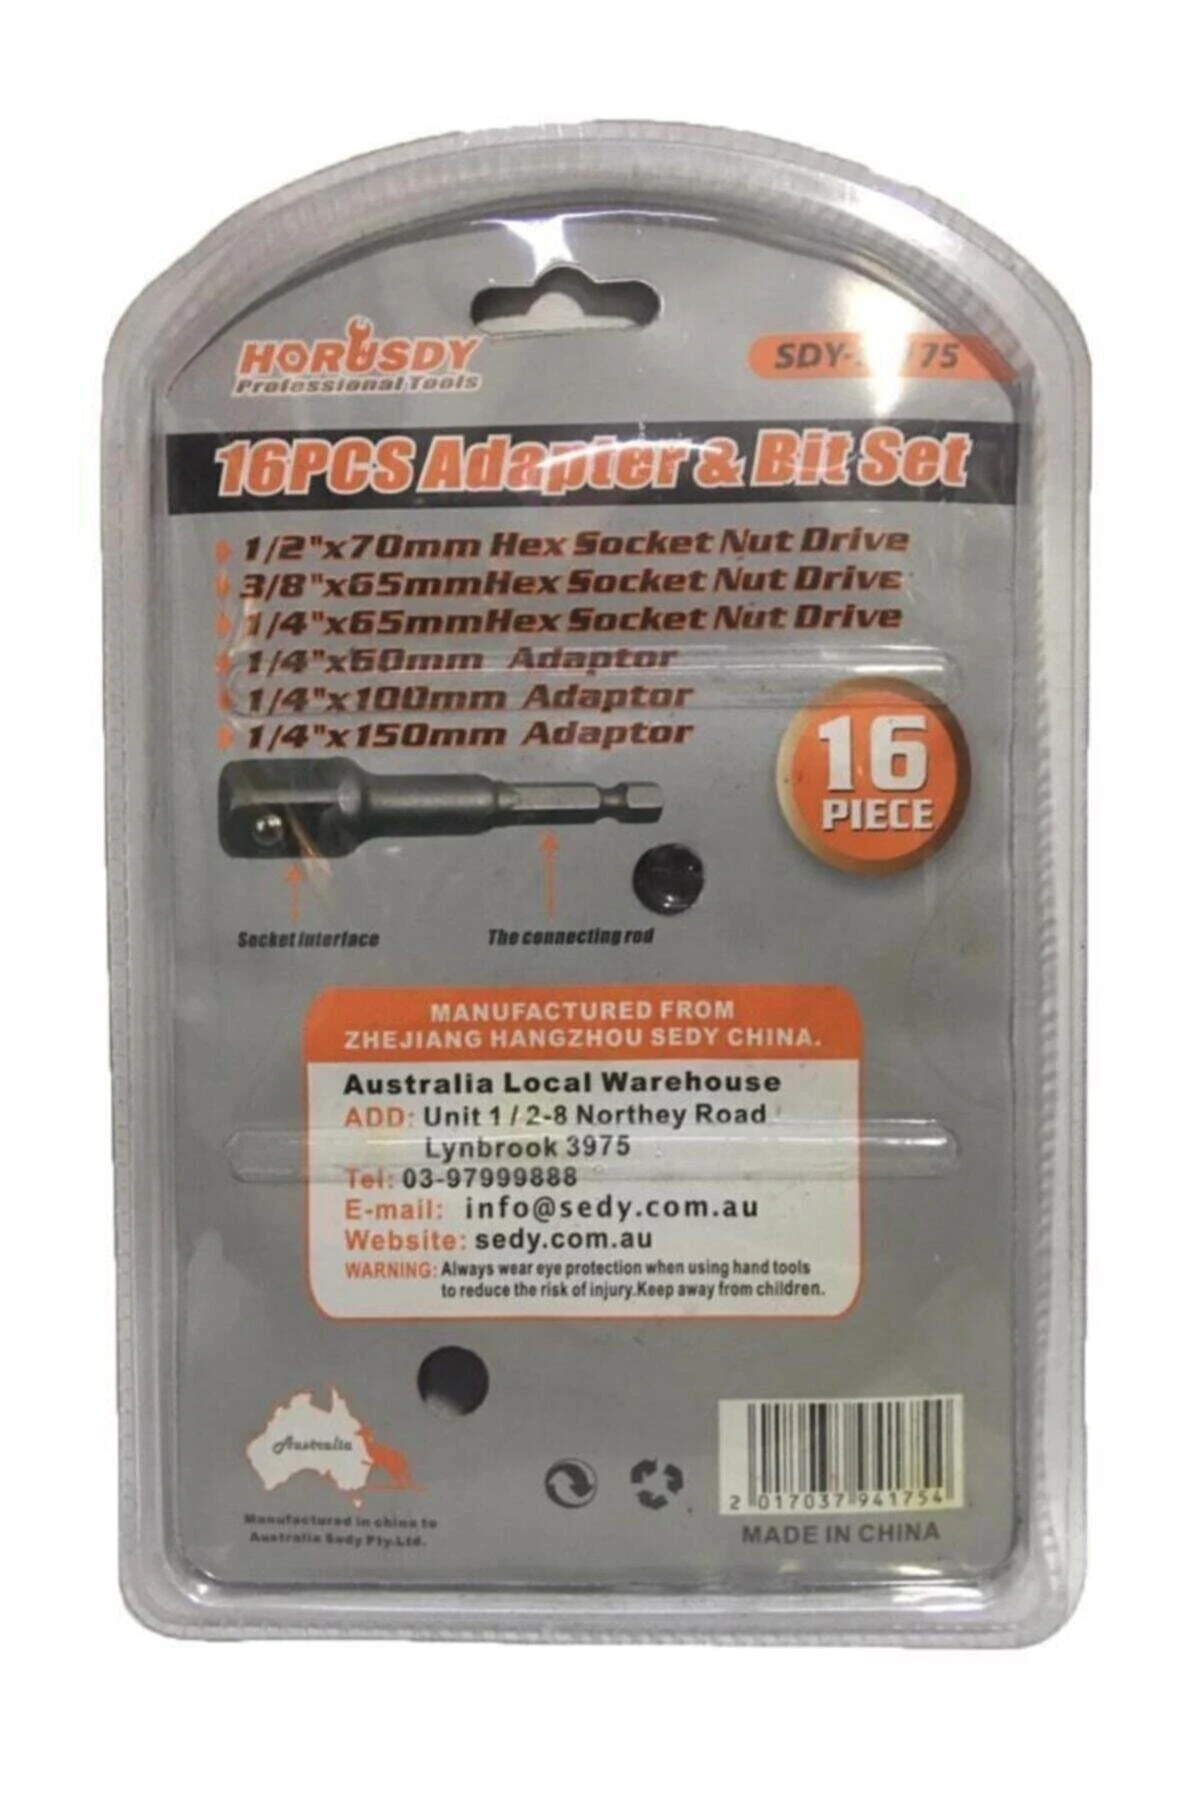 HORUSDY
Professional Tools
16PCS Adapter & Bit Set
1/2"x70mm Hex Socket Nut Drive
3/8"x65mmHex Socket Nut Drive
1/4"x65mmHex Socket Nut Drive
1/4"x60mm Adaptor
1/4"x100mm Adaptor
1/4"x150mm Adaptor
16
PIECE
Socket interface
The connecting rod
MANUFACTURED FROM
ZHEJIANG HANGZHOU SEDY CHINA.
Australia Local Warehouse
ADD: Unit 1 / 2-8 Northey Road
Lynbrook 3975
Tel: 03-97999888
E-mail: info@sedy.com.au
Website: sedy.com.au
WARNING: Always wear eye protection when using hand tools
to reduce the risk of injury.Keep away from children.
Australia
Manufactured in china to
Australia Sedy Pty.Ltd.
2 017037 941754
MADE IN CHINA